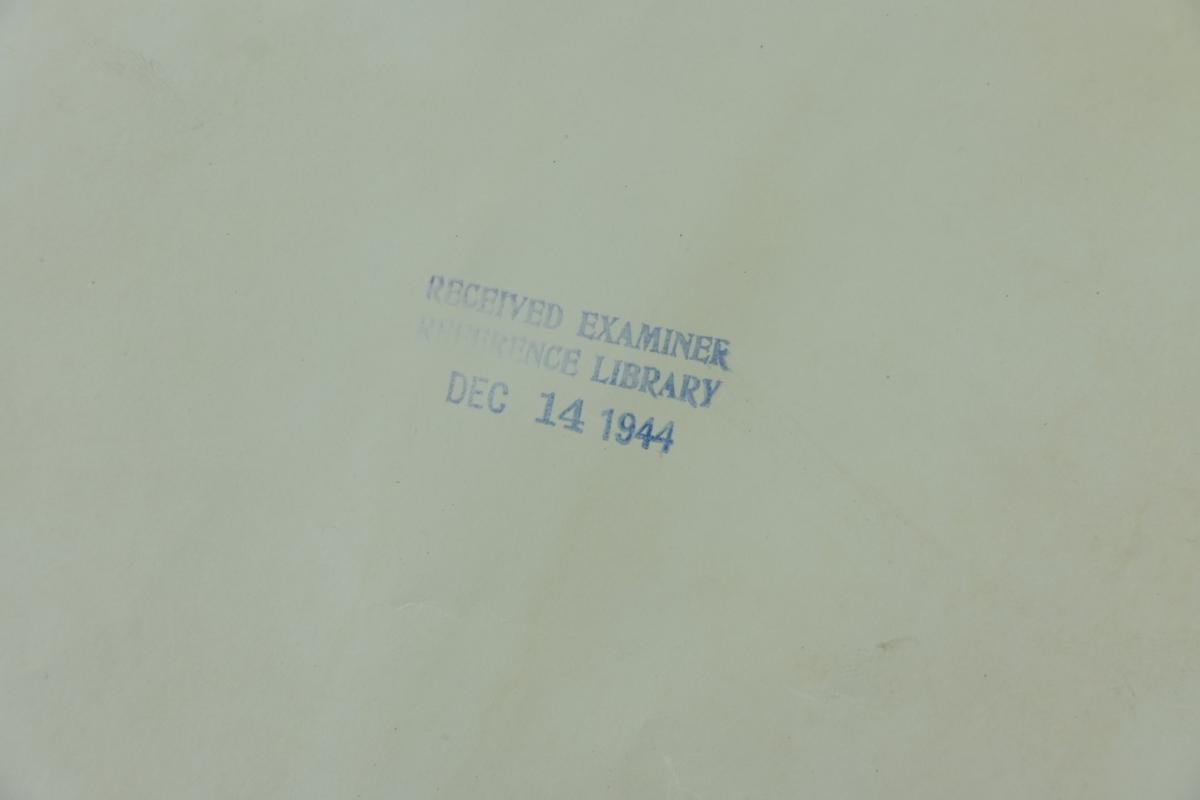 RECEIVED EXAMINER
REFERENCE LIBRARY
DEC 14 1944